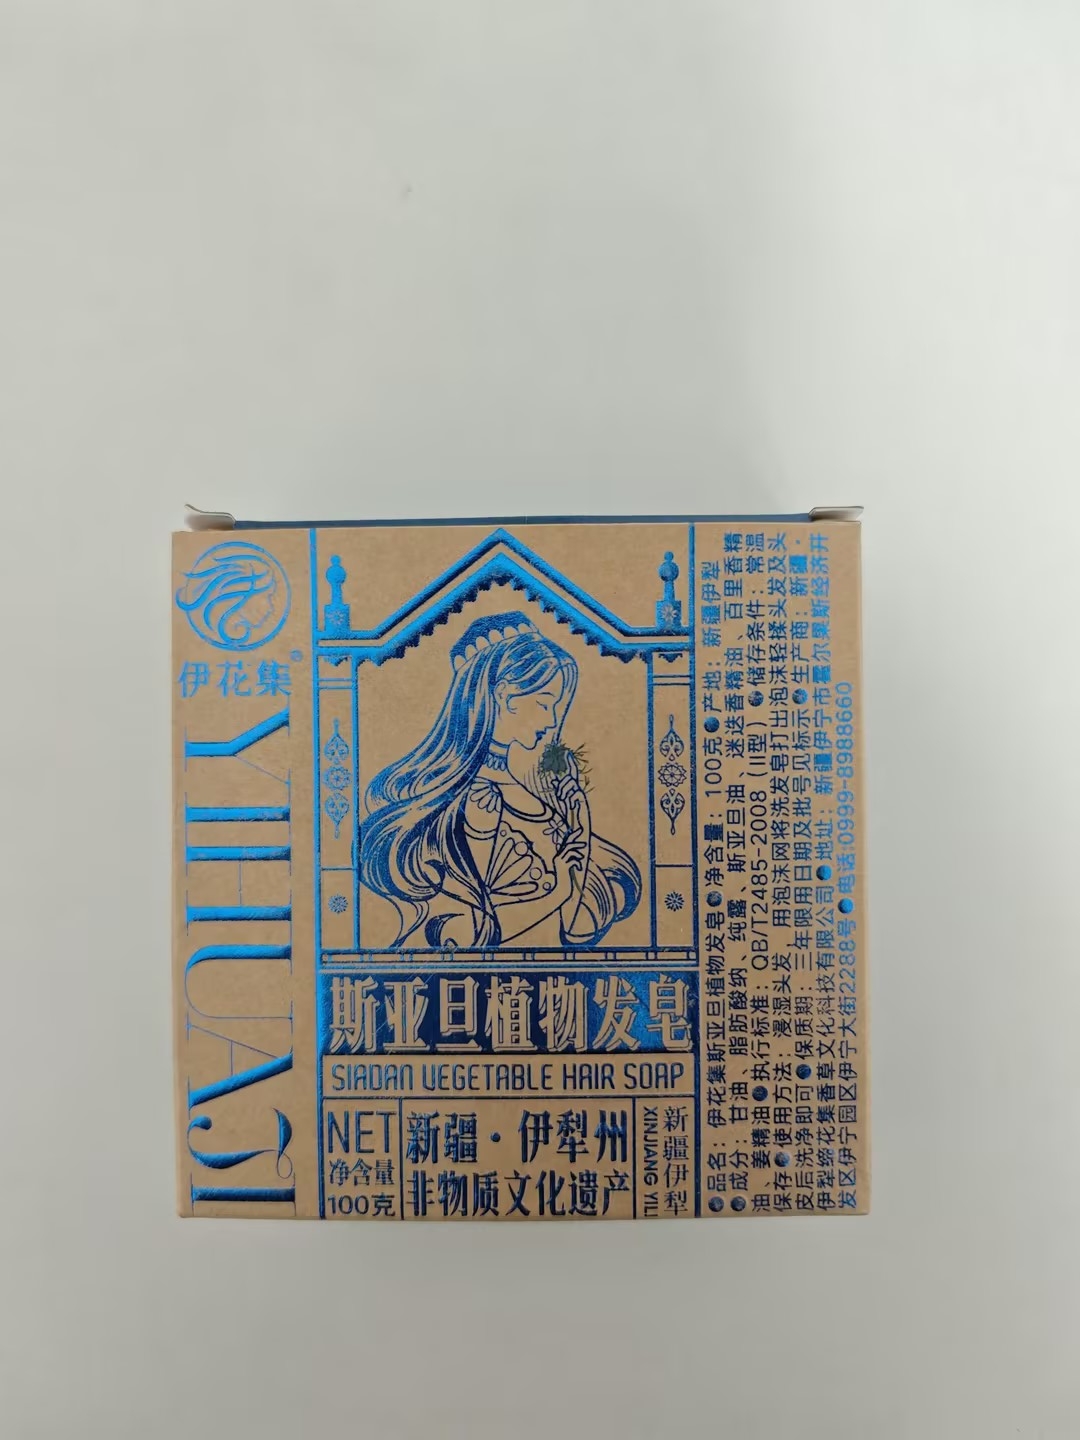 伊花集®
YIHUAJI
斯亚旦植物发皂
SIADAN VEGETABLE HAIR SOAP
NET
净含量
100克
新疆·伊犁州
非物质文化遗产
XINJIANG YILI
新疆伊犁
●品名：伊花集斯亚旦植物发皂●净含量：100克●产地：新疆伊犁
●成分：甘油、脂肪酸纳、纯露、斯亚旦油、迷迭香精油、百里香精
油、姜精油●执行标准：QB/T2485-2008（II型）●储存条件：常温
保存●使用方法：浸湿头发，用泡沫网将洗发皂打出泡沫轻揉头发及头
皮后洗净即可●保质期：三年限用日期及批号见标示●生产商：新疆·
伊犁缔花集香草文化科技有限公司●地址：新疆伊宁市霍尔果斯经济开
发区伊宁园区伊宁大街2288号●电话:0999-8988660